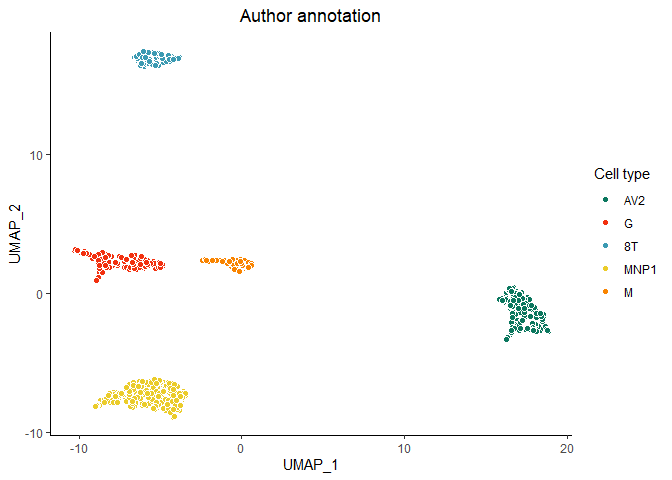 Author annotation
UMAP_2
10
0
-10
-10
0
10
20
UMAP_1
Cell type
AV2
G
8T
MNP1
M